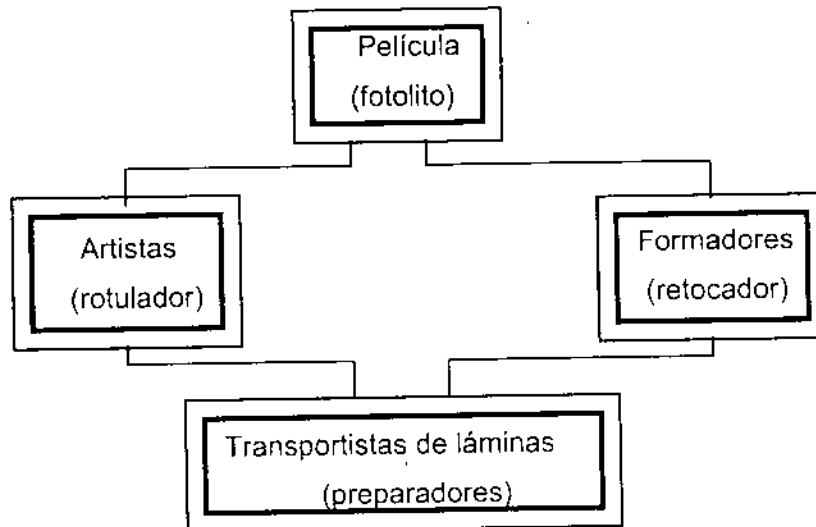 Película
(fotolito)
Artistas
(rotulador)
Formadores
(retocador)
Transportistas de láminas
(preparadores)